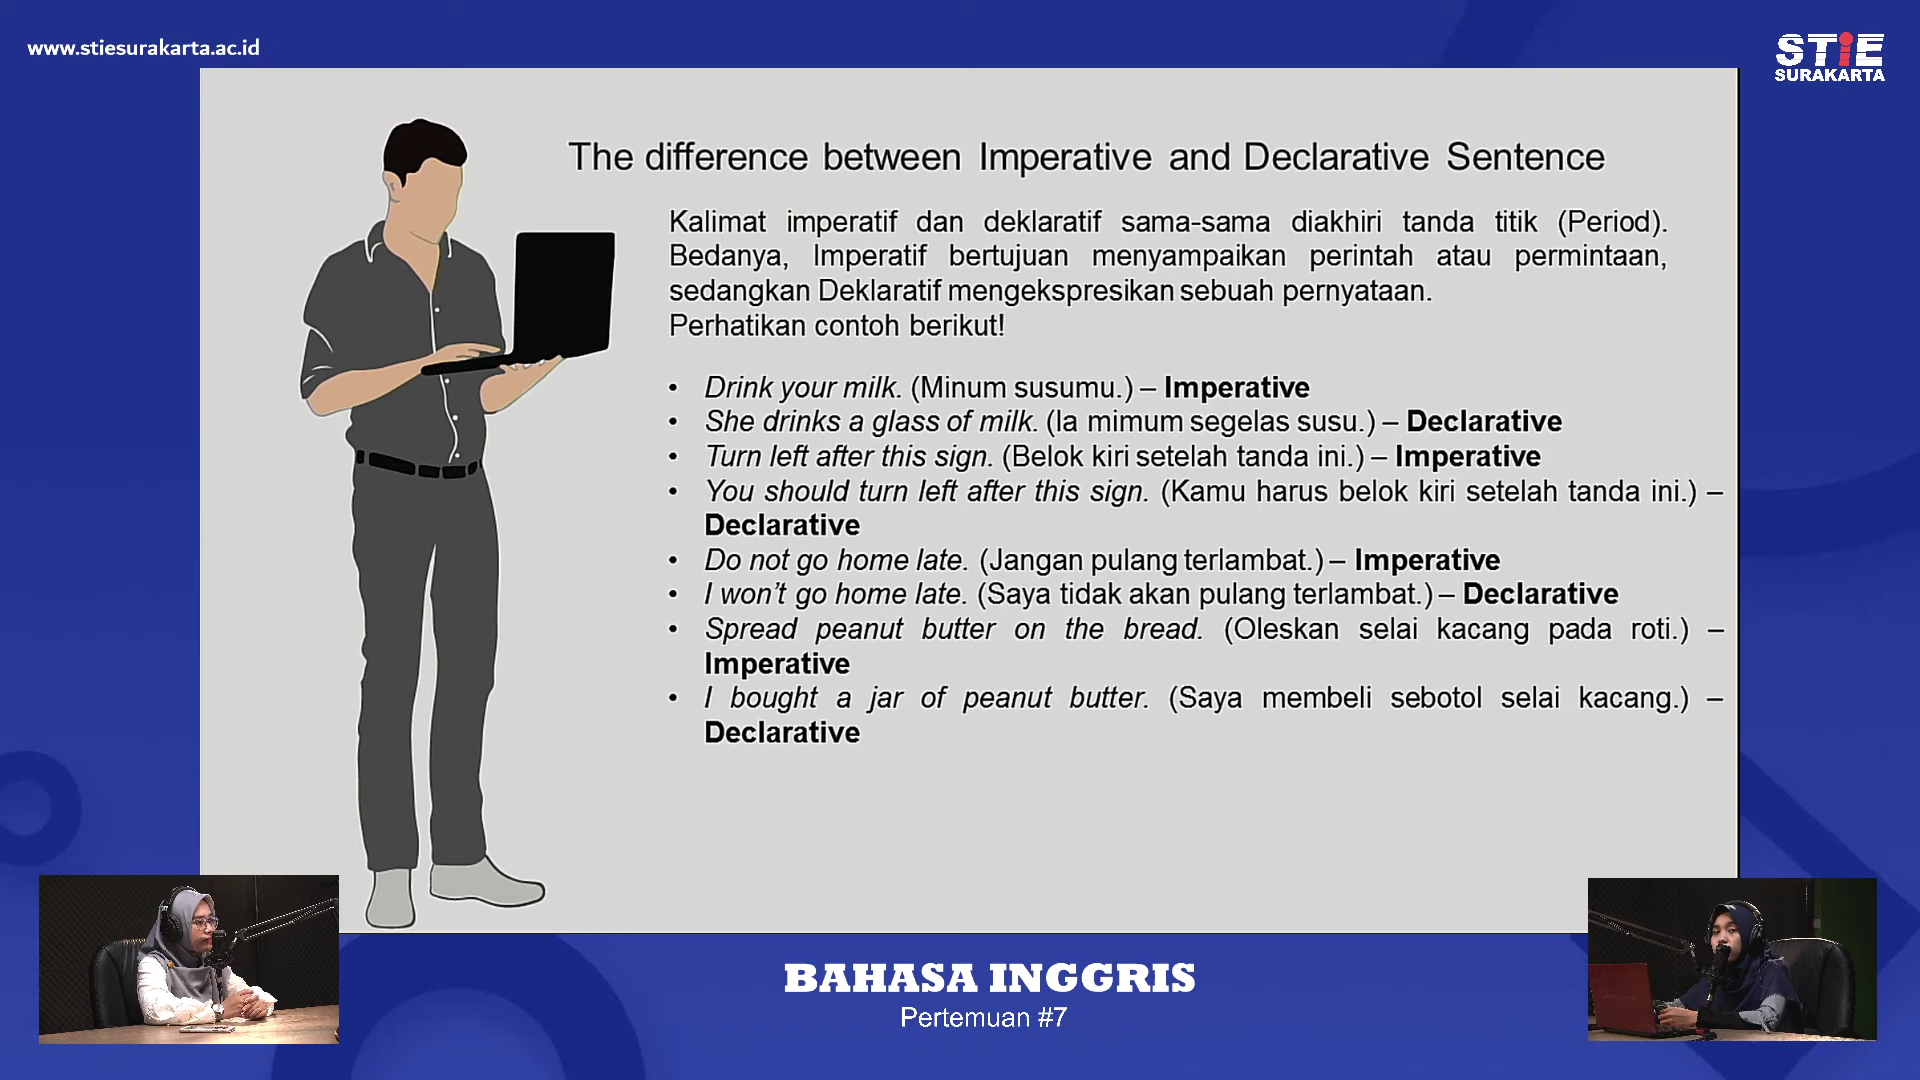 www.stiesurakarta.ac.id
STiE
SURAKARTA
The difference between Imperative and Declarative Sentence
Kalimat imperatif dan deklaratif sama-sama diakhiri tanda titik (Period).
Bedanya, Imperatif bertujuan menyampaikan perintah atau permintaan,
sedangkan Deklaratif mengekspresikan sebuah pernyataan.
Perhatikan contoh berikut!
• Drink your milk. (Minum susumu.) – Imperative
• She drinks a glass of milk. (Ia mimum segelas susu.) – Declarative
• Turn left after this sign. (Belok kiri setelah tanda ini.) – Imperative
• You should turn left after this sign. (Kamu harus belok kiri setelah tanda ini.) –
Declarative
• Do not go home late. (Jangan pulang terlambat.) – Imperative
• I won't go home late. (Saya tidak akan pulang terlambat.) – Declarative
• Spread peanut butter on the bread. (Oleskan selai kacang pada roti.) –
Imperative
• I bought a jar of peanut butter. (Saya membeli sebotol selai kacang.) –
Declarative
BAHASA INGGRIS
Pertemuan #7